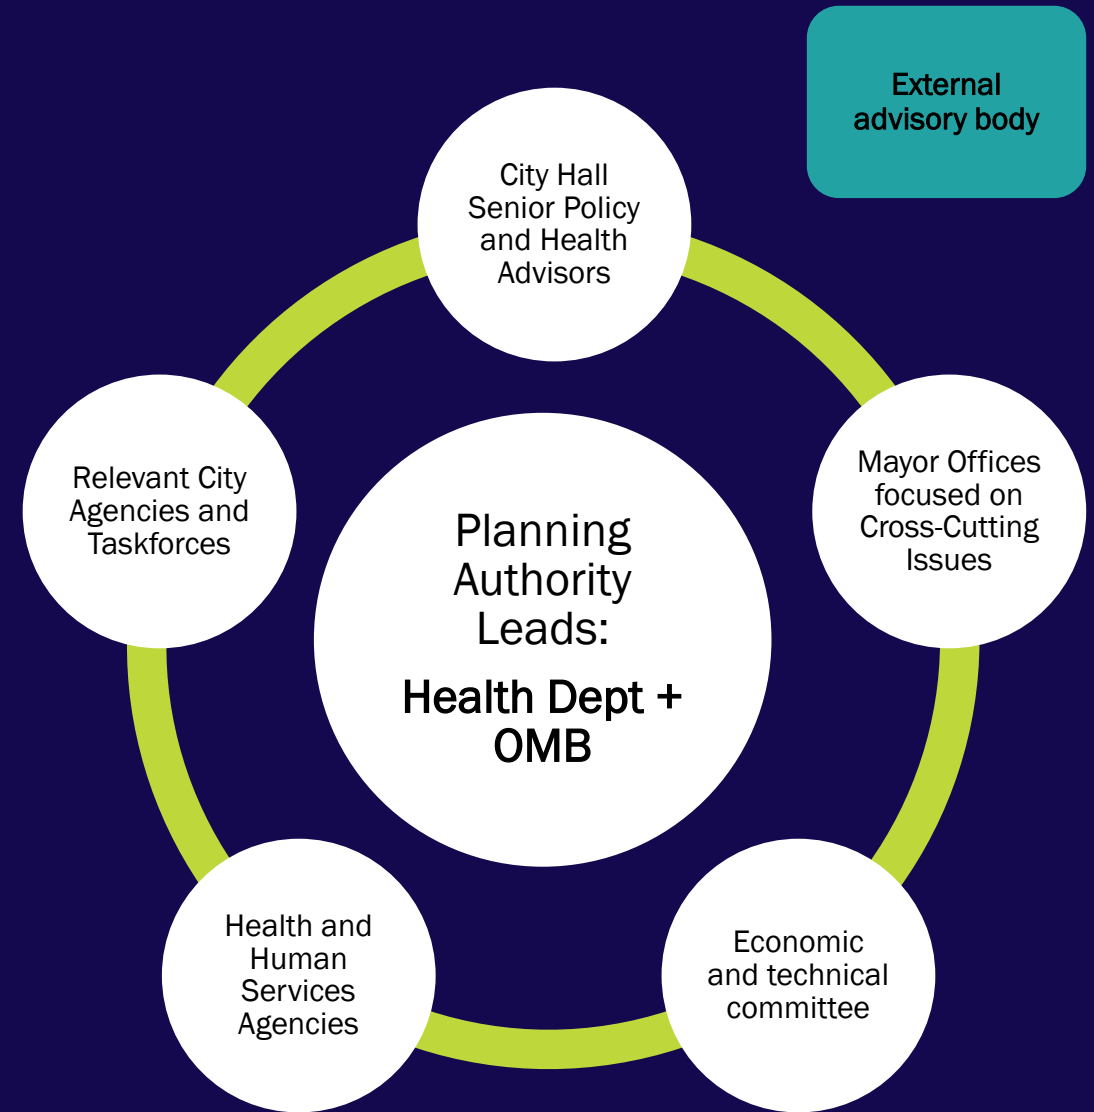 External
advisory body
City Hall
Senior Policy
and Health
Advisors
Mayor Offices
focused on
Cross-Cutting
Issues
Relevant City
Agencies and
Taskforces
Planning
Authority
Leads:
Health Dept +
OMB
Health and
Human
Services
Agencies
Economic
and technical
committee